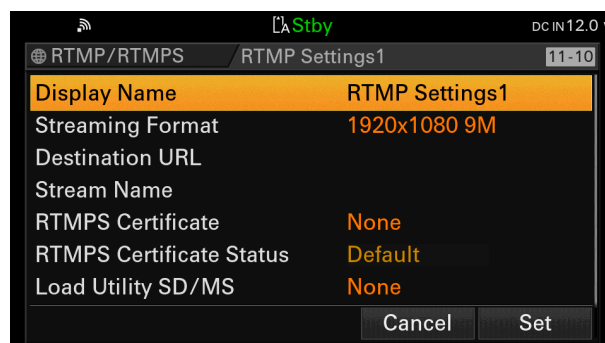 A Stby DC IN 12.0 V
RTMP/RTMPS RTMP Settings1 11-10
Display Name RTMP Settings1
Streaming Format 1920x1080 9M
Destination URL
Stream Name
RTMPS Certificate None
RTMPS Certificate Status Default
Load Utility SD/MS None
Cancel Set